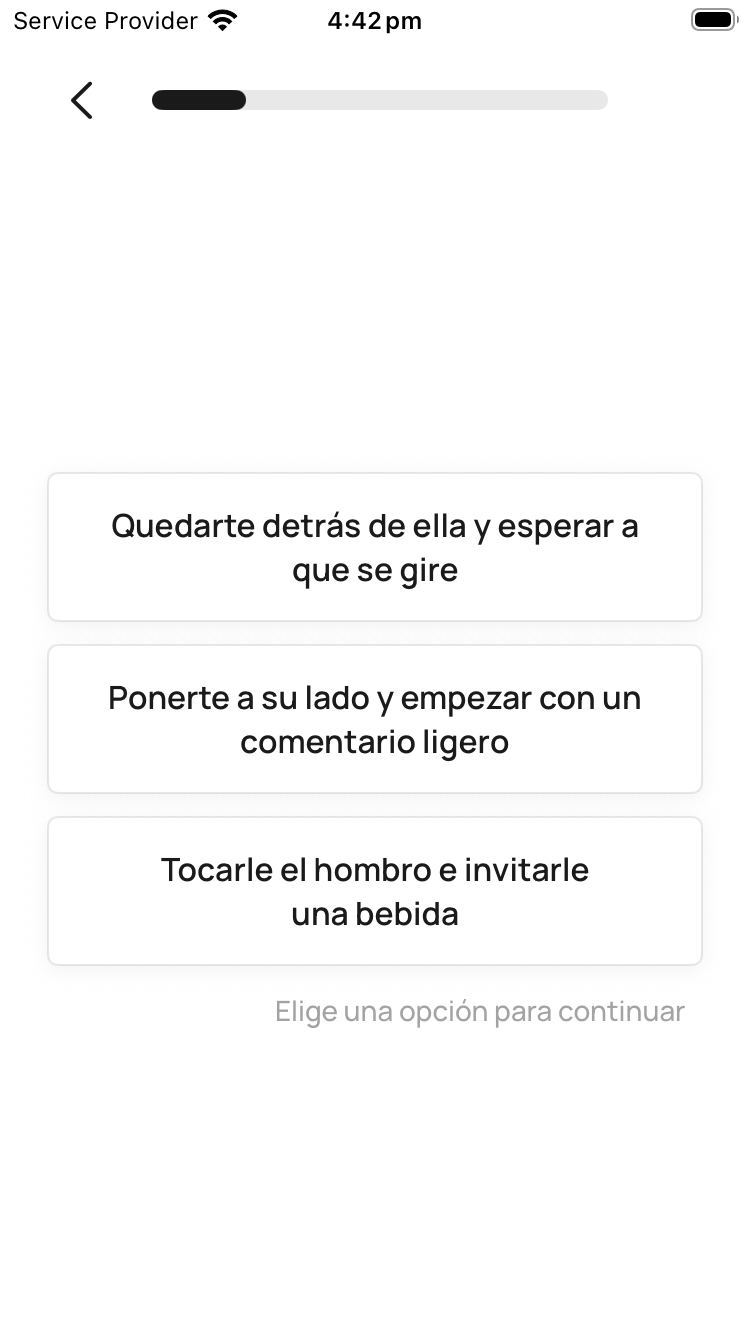 Service Provider 4:42 pm
Quedarte detrás de ella y esperar a
que se gire
Ponerte a su lado y empezar con un
comentario ligero
Tocarle el hombro e invitarle
una bebida
Elige una opción para continuar